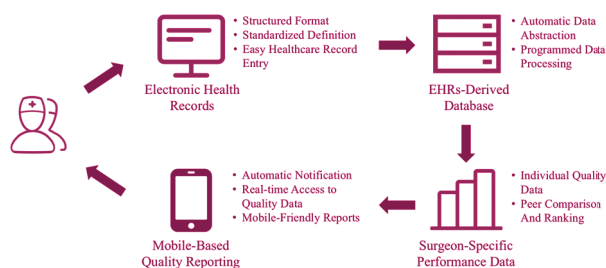 • Structured Format
• Standardized Definition
• Easy Healthcare Record
Entry
Electronic Health
Records
• Automatic Data
Abstraction
• Programmed Data
Processing
EHRs-Derived
Database
• Automatic Notification
• Real-time Access to
Quality Data
• Mobile-Friendly Reports
Mobile-Based
Quality Reporting
• Individual Quality
Data
• Peer Comparison
And Ranking
Surgeon-Specific
Performance Data